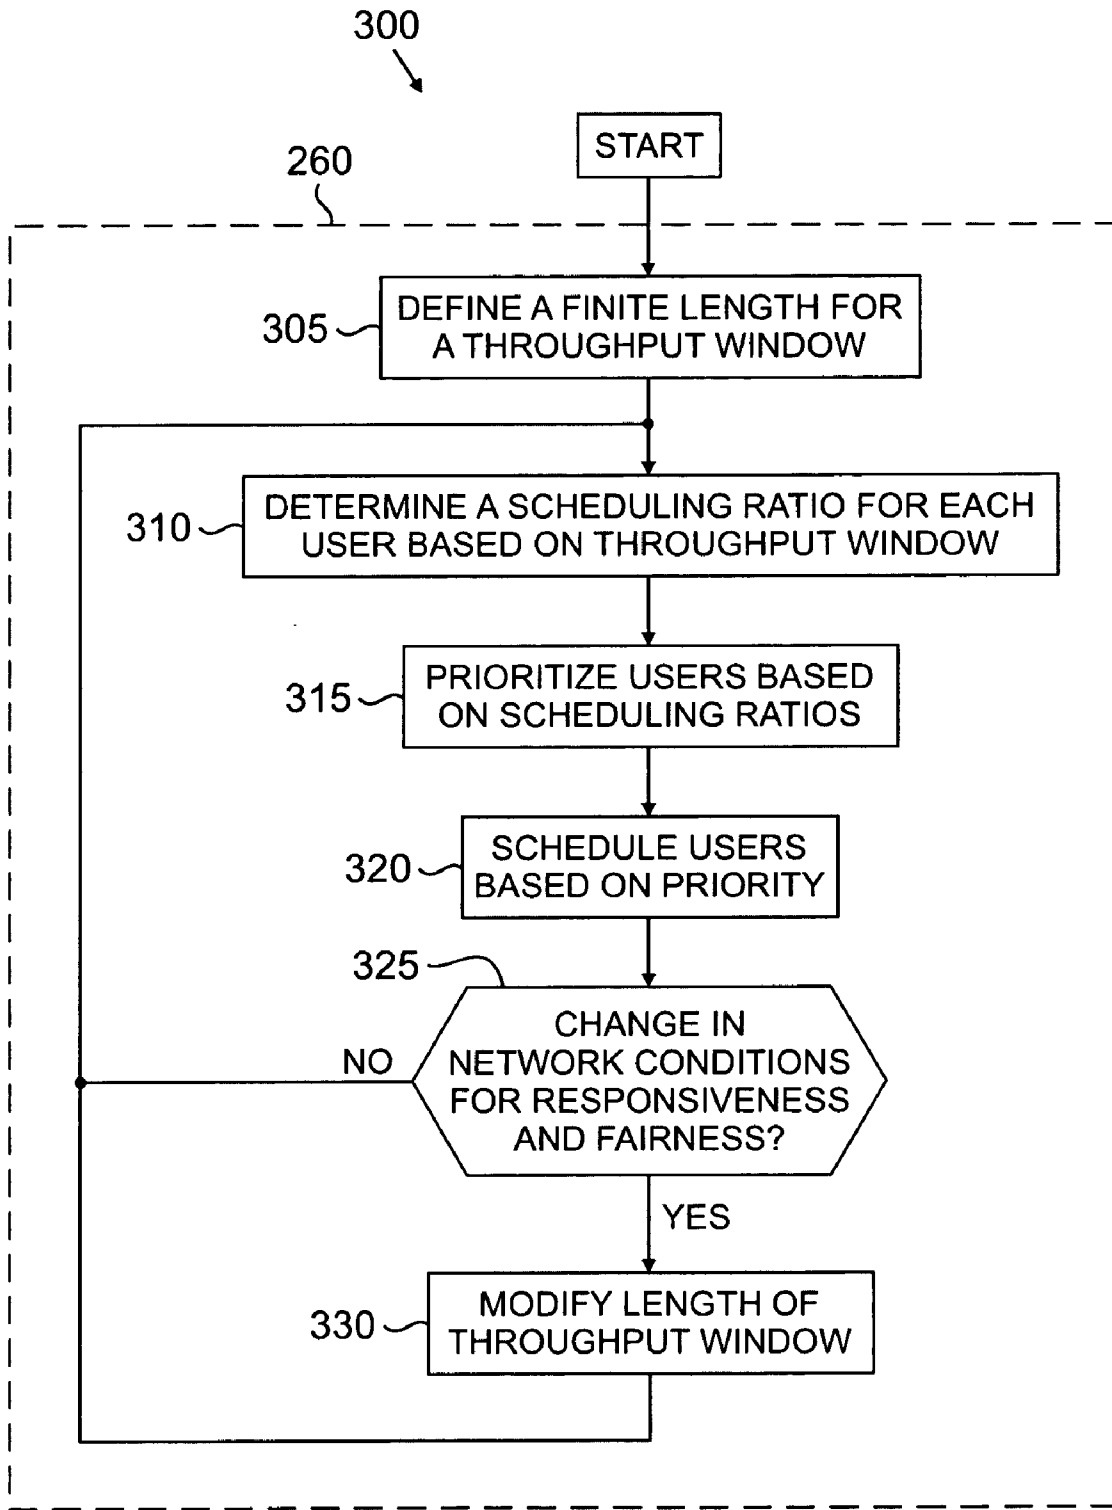 300
START
260
305
DEFINE A FINITE LENGTH FOR
A THROUGHPUT WINDOW
310
DETERMINE A SCHEDULING RATIO FOR EACH
USER BASED ON THROUGHPUT WINDOW
315
PRIORITIZE USERS BASED
ON SCHEDULING RATIOS
320
SCHEDULE USERS
BASED ON PRIORITY
325
CHANGE IN
NETWORK CONDITIONS
FOR RESPONSIVENESS
AND FAIRNESS?
NO
YES
330
MODIFY LENGTH OF
THROUGHPUT WINDOW